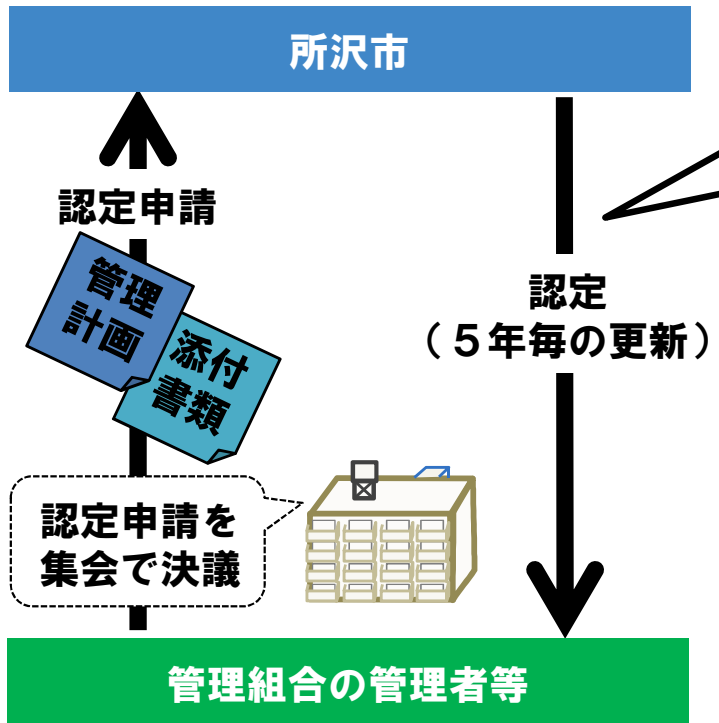 所沢市
認定申請
管理
計画
添付
書類
認定
（５年毎の更新）
認定申請を
集会で決議
管理組合の管理者等